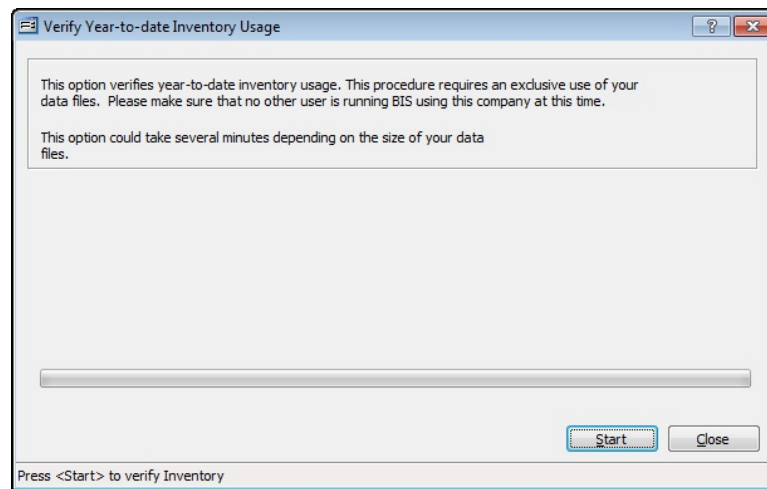 Verify Year-to-date Inventory Usage
?
This option verifies year-to-date inventory usage. This procedure requires an exclusive use of your
data files.  Please make sure that no other user is running BIS using this company at this time.
This option could take several minutes depending on the size of your data
files.
Start
Close
Press <Start> to verify Inventory